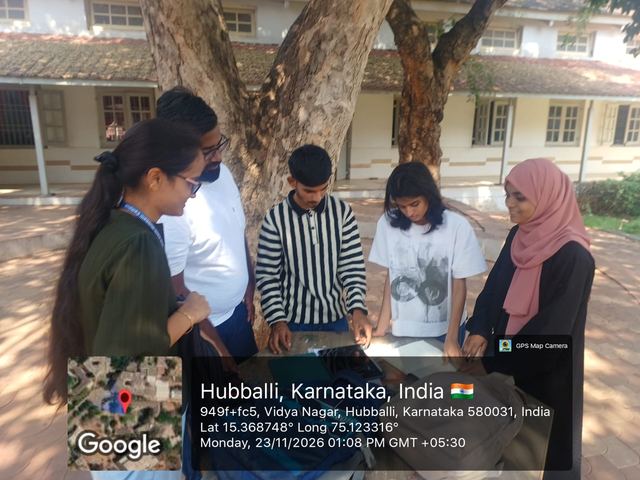 GPS Map Camera
Hubballi, Karnataka, India 🇮🇳
949f+fc5, Vidya Nagar, Hubballi, Karnataka 580031, India
Lat 15.368748° Long 75.123316°
Monday, 23/11/2026 01:08 PM GMT +05:30
Google